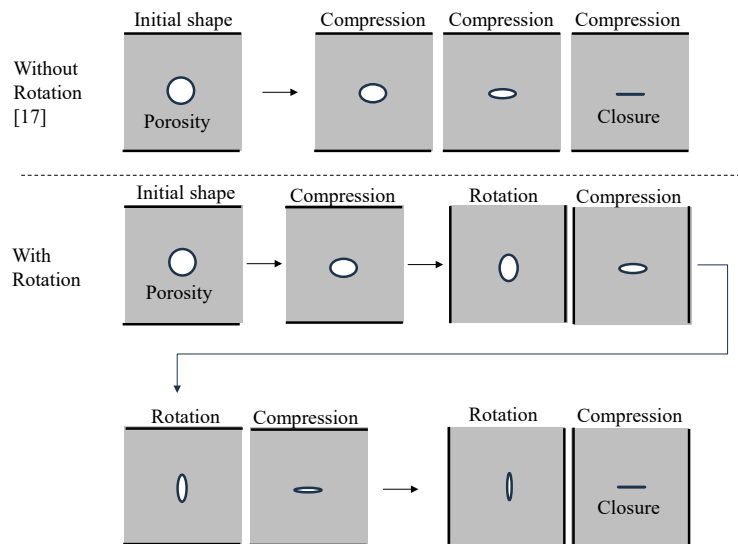 Initial shape
Compression
Compression
Compression
Without
Rotation
[17]
Porosity
Closure
Initial shape
Compression
Rotation
Compression
With
Rotation
Porosity
Rotation
Compression
Rotation
Compression
Closure